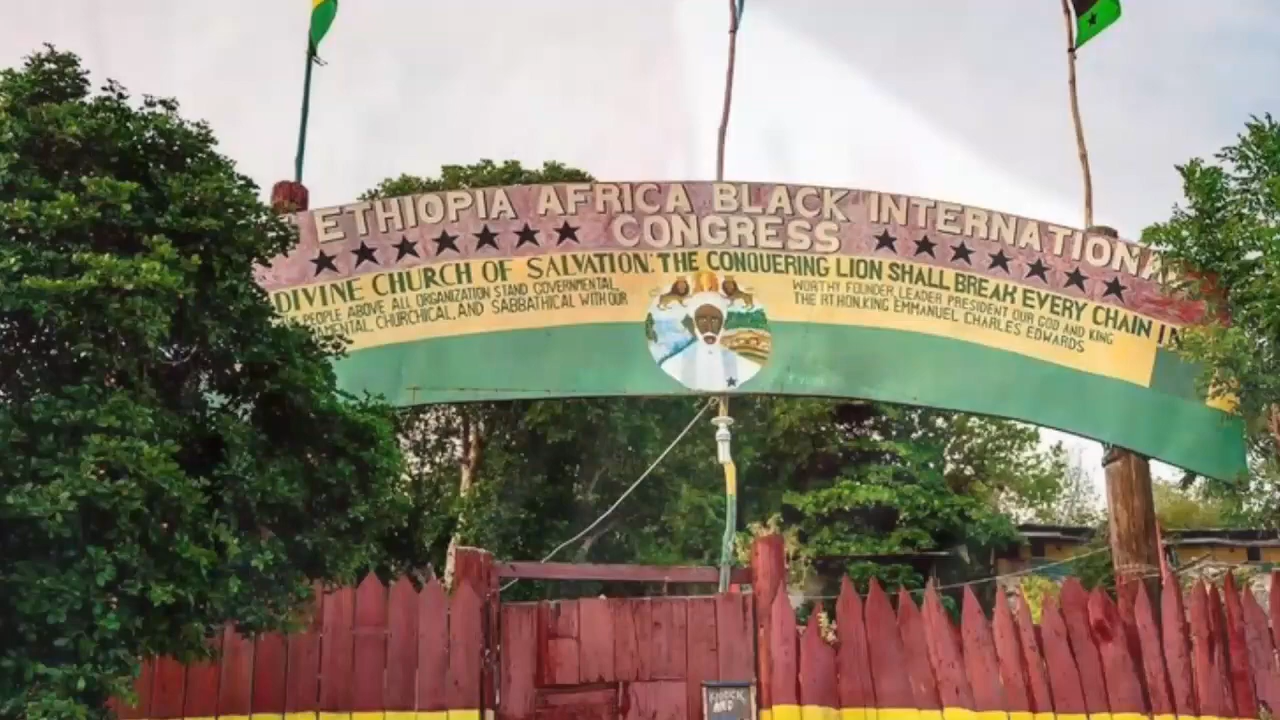 ETHIOPIA AFRICA BLACK INTERNATIONAL
CONGRESS
DIVINE CHURCH OF SALVATION. THE CONQUERING LION SHALL BREAK EVERY CHAIN
PEOPLE ABOVE ALL ORGANIZATION STAND GOVERNMENTAL,
CHURCHICAL, AND SABBATHICAL WITH OUR
WORTHY FOUNDER, LEADER PRESIDENT OUR GOD AND KING
THE RT.HON.KING EMMANUEL CHARLES EDWARDS
KNOCK
AND